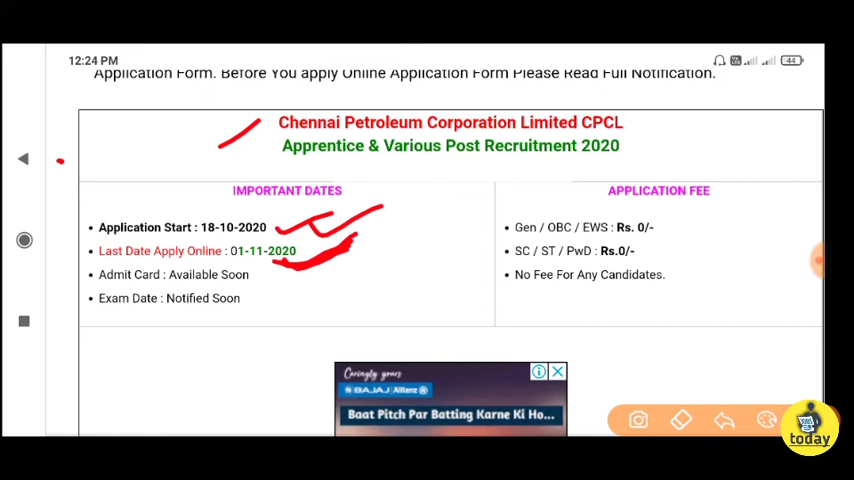 12:24 PM
44
Application Form. Before You apply Online Application Form Please Read Full Notification.
Chennai Petroleum Corporation Limited CPCL
Apprentice & Various Post Recruitment 2020
IMPORTANT DATES
Application Start : 18-10-2020
Last Date Apply Online : 01-11-2020
Admit Card : Available Soon
Exam Date : Notified Soon
APPLICATION FEE
Gen / OBC / EWS : Rs. 0/-
SC / ST / PwD : Rs.0/-
No Fee For Any Candidates.
Caringly yours
BAJAJ Allianz
Baat Pitch Par Batting Karne Ki Ho...
JOBS
today